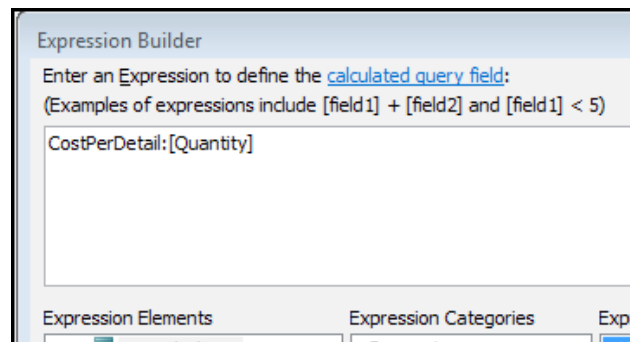 Expression Builder
Enter an Expression to define the calculated query field:
(Examples of expressions include [field1] + [field2] and [field1] < 5)
CostPerDetail:[Quantity]
Expression Elements Expression Categories Exp